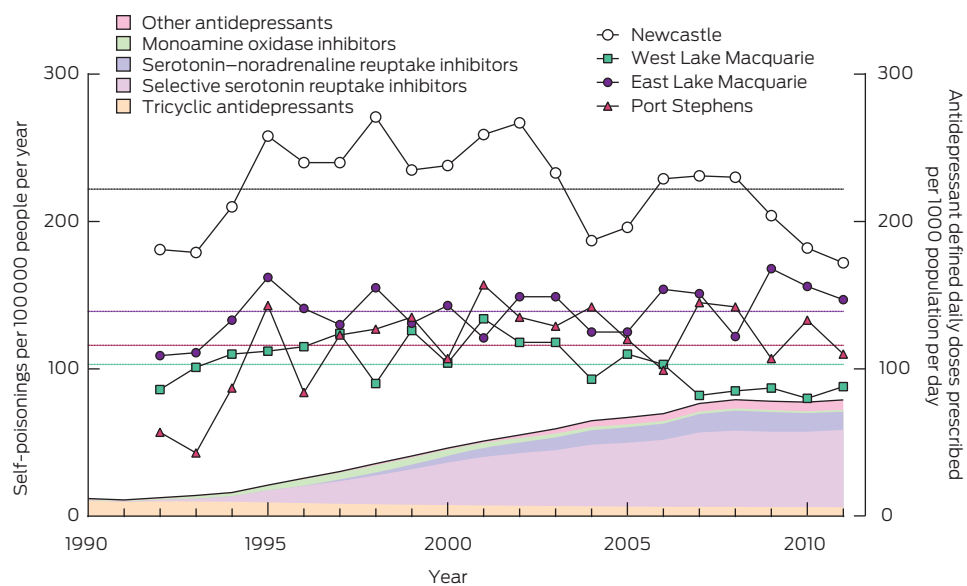 Other antidepressants
Monoamine oxidase inhibitors
Serotonin–noradrenaline reuptake inhibitors
Selective serotonin reuptake inhibitors
Tricyclic antidepressants
Newcastle
West Lake Macquarie
East Lake Macquarie
Port Stephens
Self-poisonings per 100 000 people per year
300
200
100
0
300
200
100
0
Antidepressant defined daily doses prescribed
per 1000 population per day
1990
1995
2000
2005
2010
Year